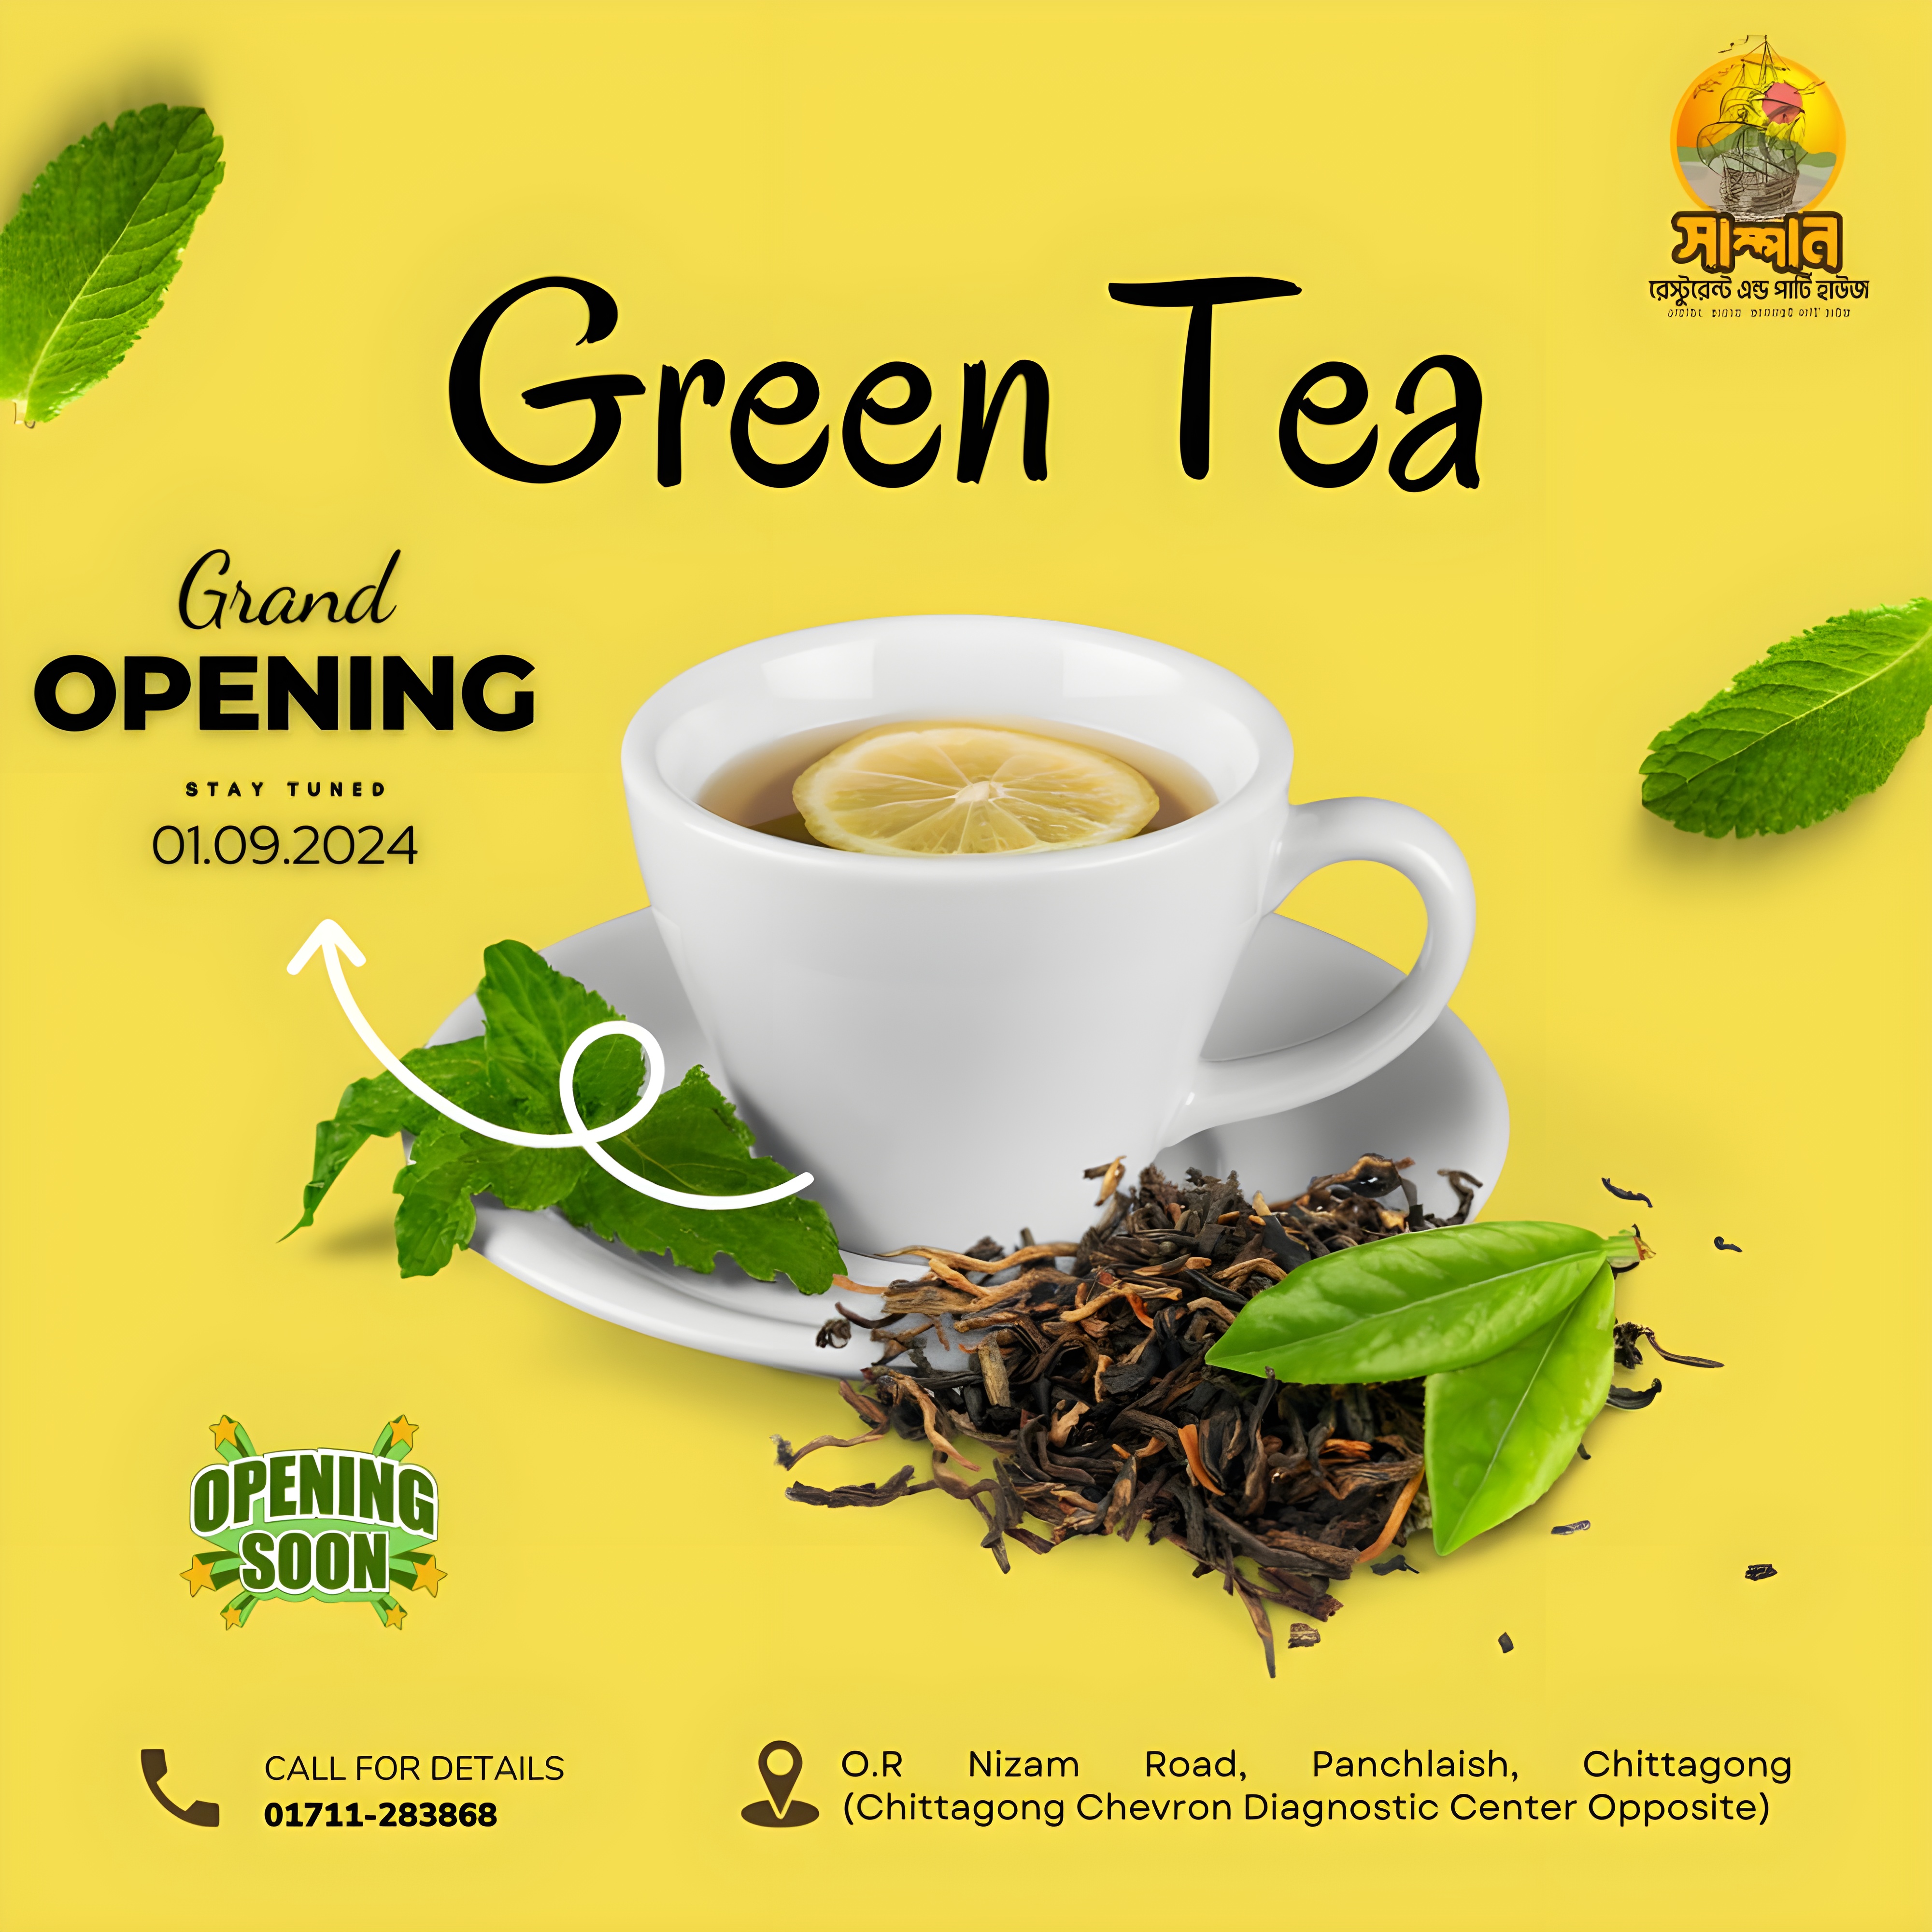 সাম্পান
রেস্টুরেন্ট এন্ড পার্টি হাউজ
Green Tea
Grand
OPENING
STAY TUNED
01.09.2024
OPENING
SOON
CALL FOR DETAILS
01711-283868
O.R Nizam Road, Panchlaish, Chittagong
(Chittagong Chevron Diagnostic Center Opposite)